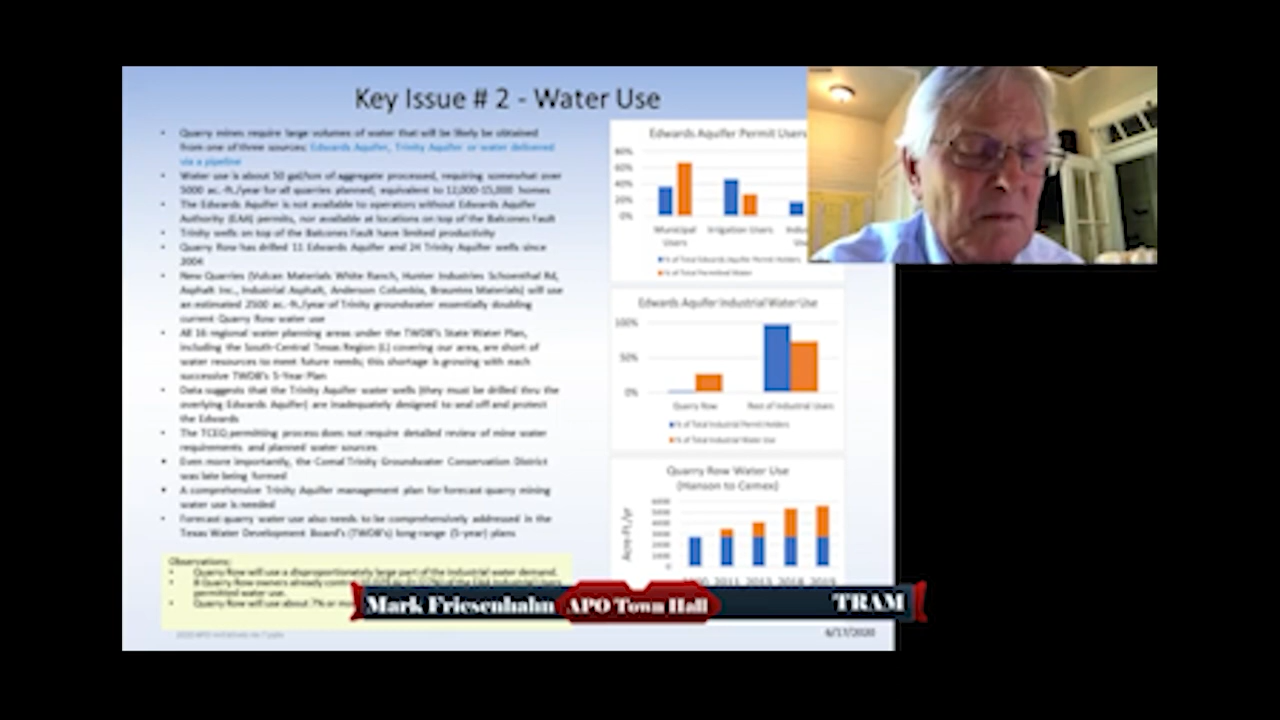 Key Issue # 2 - Water Use
• Quarry mines require large volumes of water that will be likely be obtained
from one of three sources: Edwards Aquifer, Trinity Aquifer or water delivered
via a pipeline
• Water use is about 50 gal/ton of aggregate processed, requiring somewhat over
5000 ac.-ft./year for all quarries planned; equivalent to 12,000-15,000 homes
• The Edwards Aquifer is not available to operators without Edwards Aquifer
Authority (EAA) permits, nor available at locations on top of the Balcones Fault
• Trinity wells on top of the Balcones Fault have limited productivity
• Quarry Row has drilled 11 Edwards Aquifer and 24 Trinity Aquifer wells since
2004
• New Quarries (Vulcan Materials White Ranch, Hunter Industries Schoenthal Rd,
Asphalt Inc., Industrial Asphalt, Anderson Columbia, Brauntex Materials) will use
an estimated 2500 ac.-ft./year of Trinity groundwater essentially doubling
current Quarry Row water use
• All 16 regional water planning areas under the TWDB's State Water Plan,
including the South-Central Texas Region (L) covering our area, are short of
water resources to meet future needs; this shortage is growing with each
successive TWDB's 5-Year Plan
• Data suggests that the Trinity Aquifer water wells (they must be drilled thru the
overlying Edwards Aquifer) are inadequately designed to seal off and protect
the Edwards
• The TCEQ permitting process does not require detailed review of mine water
requirements and planned water sources
• Even more importantly, the Comal Trinity Groundwater Conservation District
was late being formed
• A comprehensive Trinity Aquifer management plan for forecast quarry mining
water use is needed
• Forecast quarry water use also needs to be comprehensively addressed in the
Texas Water Development Board's (TWDB's) long-range (5-year) plans
Observations:
• Quarry Row will use a disproportionately large part of the industrial water demand.
• 8 Quarry Row owners already
permitted water use.
• Quarry Row will use about 7% or
Edwards Aquifer Permit Users
80%
60%
40%
20%
0%
Municipal
Users
Irrigation Users
% of Total Edwards Aquifer Permit Holders
% of Total Permitted Water
Edwards Aquifer Industrial Water Use
100%
50%
0%
Quarry Row
Rest of Industrial Users
% of Total Industrial Permit Holders
% of Total Industrial Water Use
Quarry Row Water Use
(Hanson to Cemex)
Acre-Ft./yr
6000
5000
4000
3000
2000
1000
0
2011 2015 2018 2019
Mark Friesenhahn
APO Town Hall
TRAM
6/17/2020